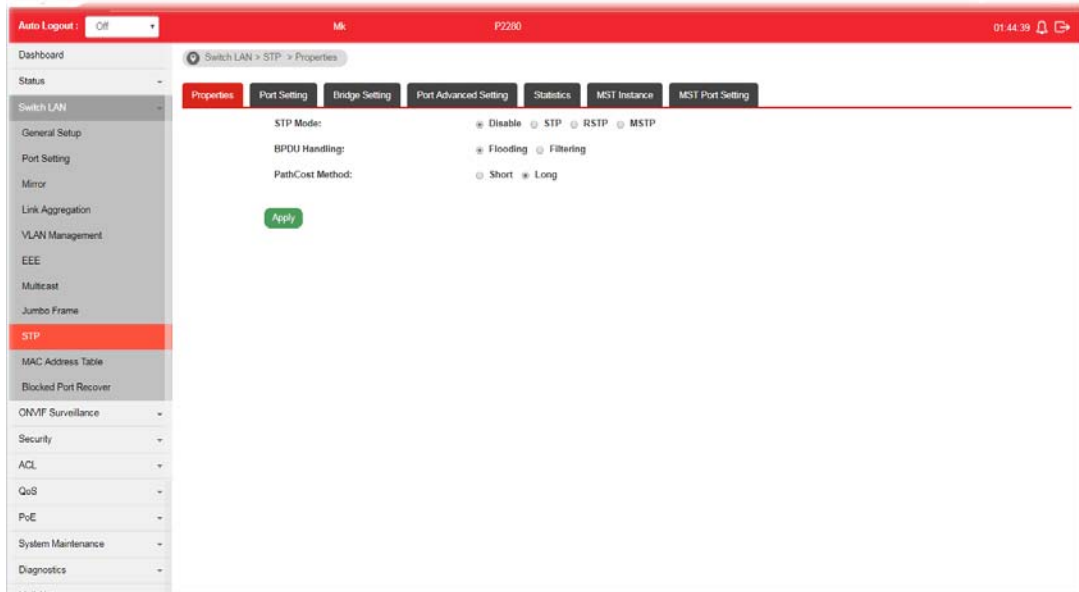 Auto Logout : Off Mk P2280 01:44:39
Dashboard
Switch LAN > STP > Properties
Status
Properties Port Setting Bridge Setting Port Advanced Setting Statistics MST Instance MST Port Setting
Switch LAN
STP Mode: Disable STP RSTP MSTP
General Setup
BPDU Handling: Flooding Filtering
Port Setting
PathCost Method: Short Long
Mirror
Link Aggregation
Apply
VLAN Management
EEE
Multicast
Jumbo Frame
STP
MAC Address Table
Blocked Port Recover
ONVIF Surveillance
Security
ACL
QoS
PoE
System Maintenance
Diagnostics